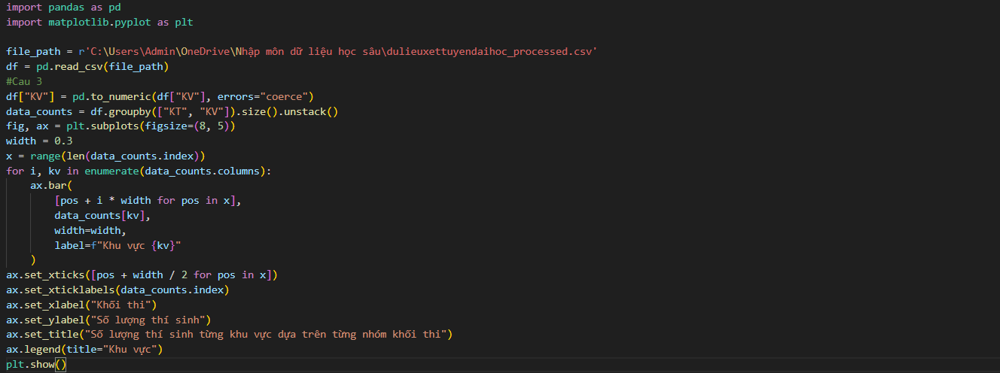 import pandas as pd
import matplotlib.pyplot as plt
file_path = r'C:\Users\Admin\OneDrive\Nhập môn dữ liệu học sâu\dulieuxettuyendaihoc_processed.csv'
df = pd.read_csv(file_path)
#Cau 3
df["KV"] = pd.to_numeric(df["KV"], errors="coerce")
data_counts = df.groupby(["KT", "KV"]).size().unstack()
fig, ax = plt.subplots(figsize=(8, 5))
width = 0.3
x = range(len(data_counts.index))
for i, kv in enumerate(data_counts.columns):
    ax.bar(
        [pos + i * width for pos in x],
        data_counts[kv],
        width=width,
        label=f"Khu vực {kv}"
    )
ax.set_xticks([pos + width / 2 for pos in x])
ax.set_xticklabels(data_counts.index)
ax.set_xlabel("Khối thi")
ax.set_ylabel("Số lượng thí sinh")
ax.set_title("Số lượng thí sinh từng khu vực dựa trên từng nhóm khối thi")
ax.legend(title="Khu vực")
plt.show()